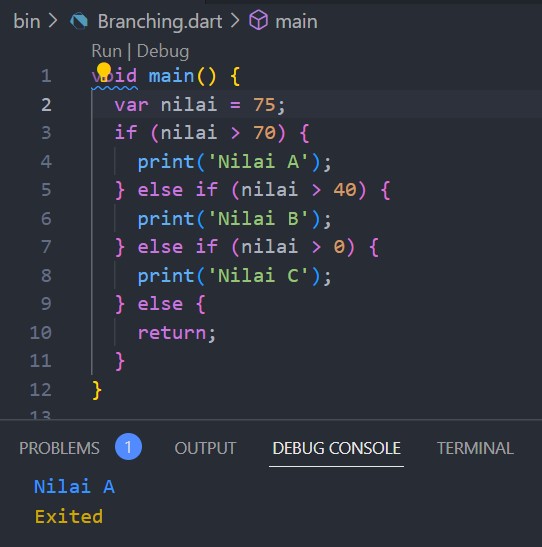 bin > Branching.dart > main
Run | Debug
1 void main() {
2 var nilai = 75;
3 if (nilai > 70) {
4 print('Nilai A');
5 } else if (nilai > 40) {
6 print('Nilai B');
7 } else if (nilai > 0) {
8 print('Nilai C');
9 } else {
10 return;
11 }
12 }
13
PROBLEMS 1 OUTPUT DEBUG CONSOLE TERMINAL
Nilai A
Exited